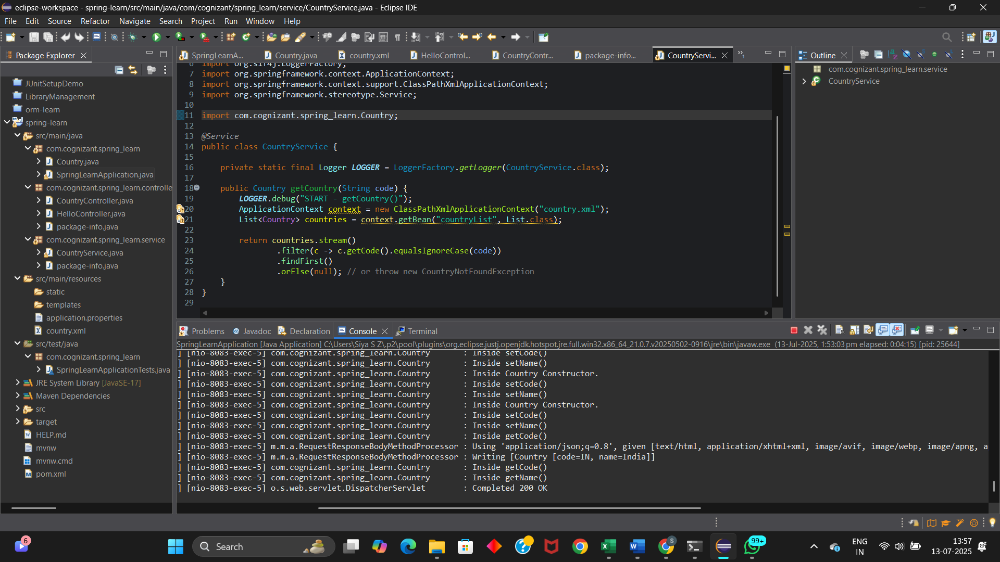 eclipse-workspace - spring-learn/src/main/java/com/cognizant/spring_learn/service/CountryService.java - Eclipse IDE
File Edit Source Refactor Navigate Search Project Run Window Help
Package Explorer
JUnitSetupDemo
LibraryManagement
orm-learn
spring-learn
src/main/java
com.cognizant.spring_learn
Country.java
SpringLearnApplication.java
com.cognizant.spring_learn.controlle
CountryController.java
HelloController.java
package-info.java
com.cognizant.spring_learn.service
CountryService.java
package-info.java
src/main/resources
static
templates
application.properties
country.xml
src/test/java
com.cognizant.spring_learn
SpringLearnApplicationTests.java
JRE System Library [JavaSE-17]
Maven Dependencies
src
target
HELP.md
mvnw
mvnw.cmd
pom.xml
SpringLearnA... Country.java country.xml HelloControl... CountryContr... package-info... CountryServi... »1
6 import org.slf4j.LoggerFactory;
7 import org.springframework.context.ApplicationContext;
8 import org.springframework.context.support.ClassPathXmlApplicationContext;
9 import org.springframework.stereotype.Service;
10
11 import com.cognizant.spring_learn.Country;
12
13 @Service
14 public class CountryService {
15
16 private static final Logger LOGGER = LoggerFactory.getLogger(CountryService.class);
17
18 public Country getCountry(String code) {
19 LOGGER.debug("START - getCountry()");
20 ApplicationContext context = new ClassPathXmlApplicationContext("country.xml");
21 List<Country> countries = context.getBean("countryList", List.class);
22
23 return countries.stream()
24 .filter(c -> c.getCode().equalsIgnoreCase(code))
25 .findFirst()
26 .orElse(null); // or throw new CountryNotFoundException
27 }
28 }
29
Outline
com.cognizant.spring_learn.service
CountryService
Problems Javadoc Declaration Console Terminal
SpringLearnApplication [Java Application] C:\Users\Siya S Z\.p2\pool\plugins\org.eclipse.justj.openjdk.hotspot.jre.full.win32.x86_64_21.0.7.v20250502-0916\jre\bin\javaw.exe (13-Jul-2025, 1:53:03 pm elapsed: 0:04:15) [pid: 25644]
] [nio-8083-exec-5] com.cognizant.spring_learn.Country : Inside setCode()
] [nio-8083-exec-5] com.cognizant.spring_learn.Country : Inside setName()
] [nio-8083-exec-5] com.cognizant.spring_learn.Country : Inside Country Constructor.
] [nio-8083-exec-5] com.cognizant.spring_learn.Country : Inside setCode()
] [nio-8083-exec-5] com.cognizant.spring_learn.Country : Inside setName()
] [nio-8083-exec-5] com.cognizant.spring_learn.Country : Inside Country Constructor.
] [nio-8083-exec-5] com.cognizant.spring_learn.Country : Inside setCode()
] [nio-8083-exec-5] com.cognizant.spring_learn.Country : Inside setName()
] [nio-8083-exec-5] com.cognizant.spring_learn.Country : Inside getCode()
] [nio-8083-exec-5] m.m.a.RequestResponseBodyMethodProcessor : Using 'application/json;q=0.8', given [text/html, application/xhtml+xml, image/avif, image/webp, image/apng, a
] [nio-8083-exec-5] m.m.a.RequestResponseBodyMethodProcessor : Writing [Country [code=IN, name=India]]
] [nio-8083-exec-5] com.cognizant.spring_learn.Country : Inside getCode()
] [nio-8083-exec-5] com.cognizant.spring_learn.Country : Inside getName()
] [nio-8083-exec-5] o.s.web.servlet.DispatcherServlet : Completed 200 OK
6
Search
S
99+
ENG
IN
13:57
13-07-2025